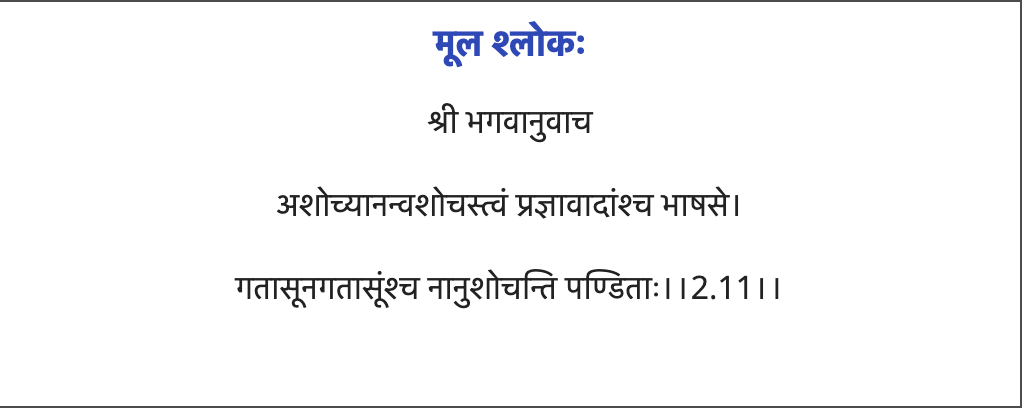 मूल श्लोकः
श्री भगवानुवाच
अशोच्यानन्वशोचस्त्वं प्रज्ञावादांश्च भाषसे।
गतासूनगतासूंश्च नानुशोचन्ति पण्डिताः।।2.11।।